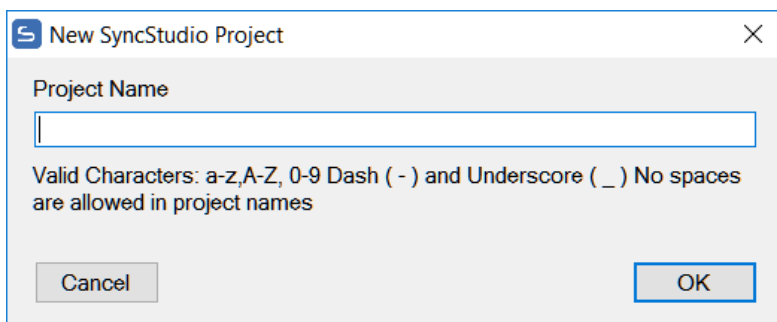 New SyncStudio Project
Project Name
Valid Characters: a-z,A-Z, 0-9 Dash ( - ) and Underscore ( _ ) No spaces
are allowed in project names
Cancel
OK